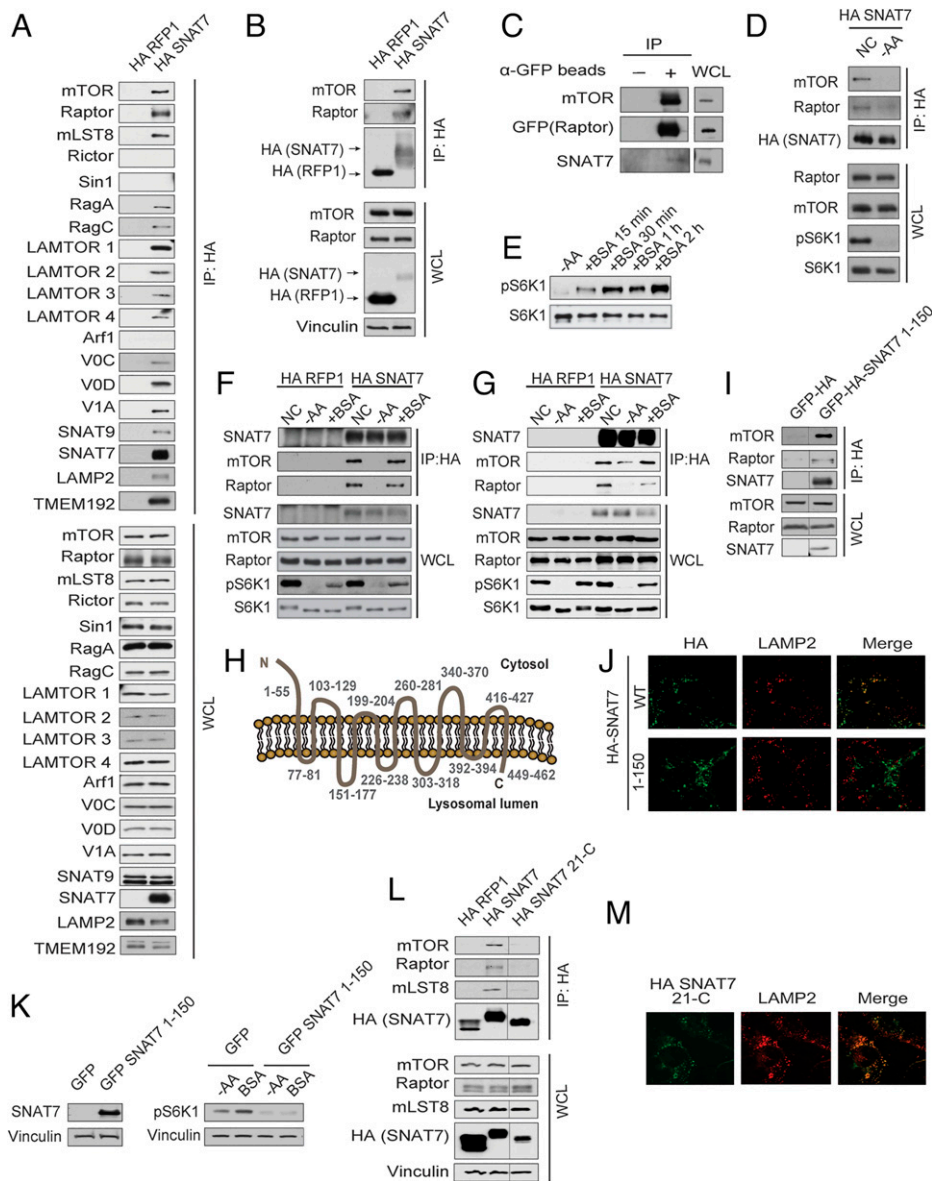 A
HA RFP1
HA SNAT7
mTOR
Raptor
mLST8
Rictor
Sin1
RagA
RagC
LAMTOR 1
LAMTOR 2
LAMTOR 3
LAMTOR 4
Arf1
V0C
V0D
V1A
SNAT9
SNAT7
LAMP2
TMEM192
IP: HA
mTOR
Raptor
mLST8
Rictor
Sin1
RagA
RagC
LAMTOR 1
LAMTOR 2
LAMTOR 3
LAMTOR 4
Arf1
V0C
V0D
V1A
SNAT9
SNAT7
LAMP2
TMEM192
WCL
B
HA RFP1
HA SNAT7
mTOR
Raptor
HA (SNAT7)
HA (RFP1)
IP: HA
mTOR
Raptor
HA (SNAT7)
HA (RFP1)
Vinculin
WCL
C
IP
α-GFP beads − + WCL
mTOR
GFP(Raptor)
SNAT7
D
HA SNAT7
NC -AA
mTOR
Raptor
HA (SNAT7)
IP: HA
Raptor
mTOR
pS6K1
S6K1
WCL
E
-AA
+BSA 15 min
+BSA 30 min
+BSA 1 h
+BSA 2 h
pS6K1
S6K1
F
HA RFP1 HA SNAT7
NC -AA +BSA NC -AA +BSA
SNAT7
mTOR
Raptor
IP:HA
SNAT7
mTOR
Raptor
pS6K1
S6K1
WCL
G
HA RFP1 HA SNAT7
NC -AA +BSA NC -AA +BSA
SNAT7
mTOR
Raptor
IP:HA
SNAT7
mTOR
Raptor
pS6K1
S6K1
WCL
H
N
Cytosol
1-55
103-129
199-204
260-281
340-370
416-427
77-81
151-177
226-238
303-318
392-394
C
449-462
Lysosomal lumen
I
GFP-HA
GFP-HA-SNAT7 1-150
mTOR
Raptor
SNAT7
IP: HA
mTOR
Raptor
SNAT7
WCL
J
HA LAMP2 Merge
HA-SNAT7
WT
1-150
K
GFP
GFP SNAT7 1-150
SNAT7
Vinculin
GFP
GFP SNAT7 1-150
-AA BSA -AA BSA
pS6K1
Vinculin
L
HA RFP1
HA SNAT7
HA SNAT7 21-C
mTOR
Raptor
mLST8
HA (SNAT7)
IP: HA
mTOR
Raptor
mLST8
HA (SNAT7)
Vinculin
WCL
M
HA SNAT7
21-C LAMP2 Merge